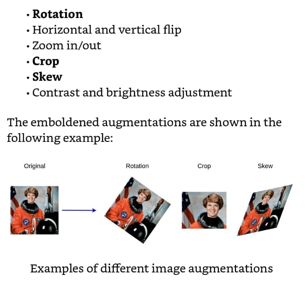 • Rotation
• Horizontal and vertical flip
• Zoom in/out
• Crop
• Skew
• Contrast and brightness adjustment
The emboldened augmentations are shown in the
following example:
Original Rotation Crop Skew
Examples of different image augmentations